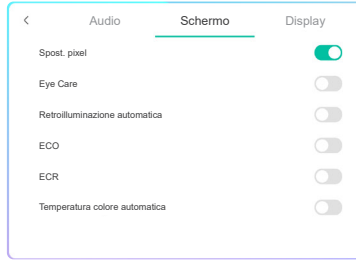 Audio Schermo Display
Spost. pixel
Eye Care
Retroilluminazione automatica
ECO
ECR
Temperatura colore automatica